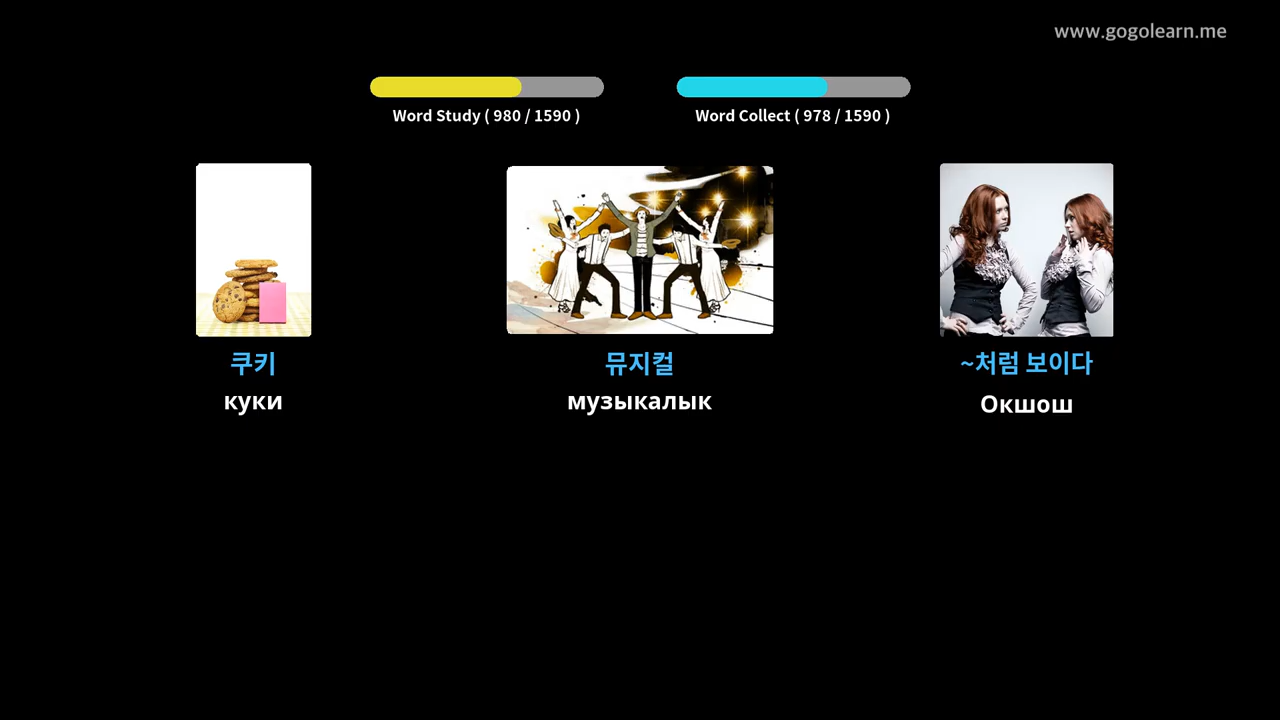 www.gogolearn.me
Word Study ( 980 / 1590 )
Word Collect ( 978 / 1590 )
쿠키
뮤지컬
~처럼 보이다
куки
музыкалык
Окшош